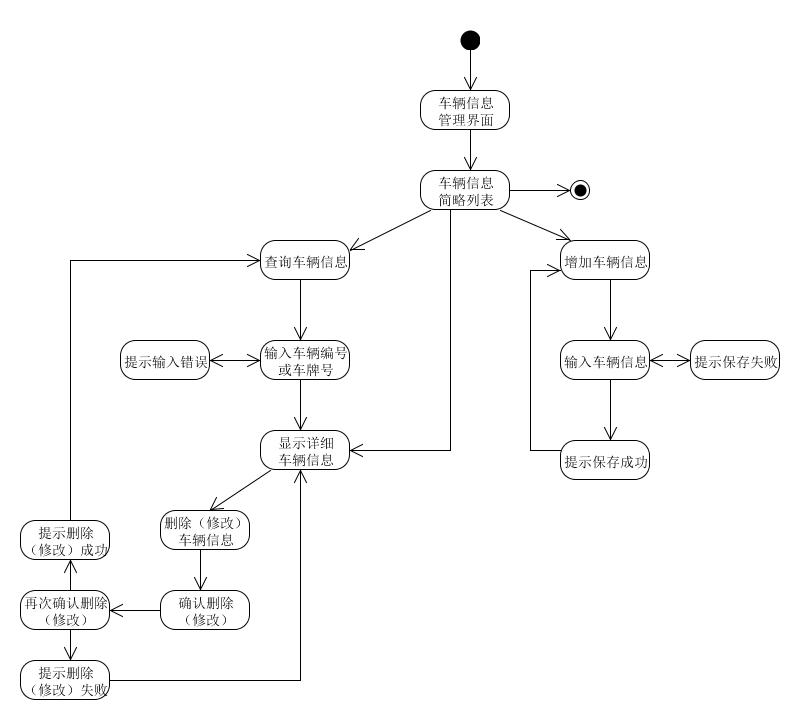 车辆信息
管理界面
车辆信息
简略列表
查询车辆信息
增加车辆信息
提示输入错误
输入车辆编号
或车牌号
输入车辆信息
提示保存失败
显示详细
车辆信息
提示保存成功
删除（修改）
车辆信息
提示删除
（修改）成功
再次确认删除
（修改）
确认删除
（修改）
提示删除
（修改）失败